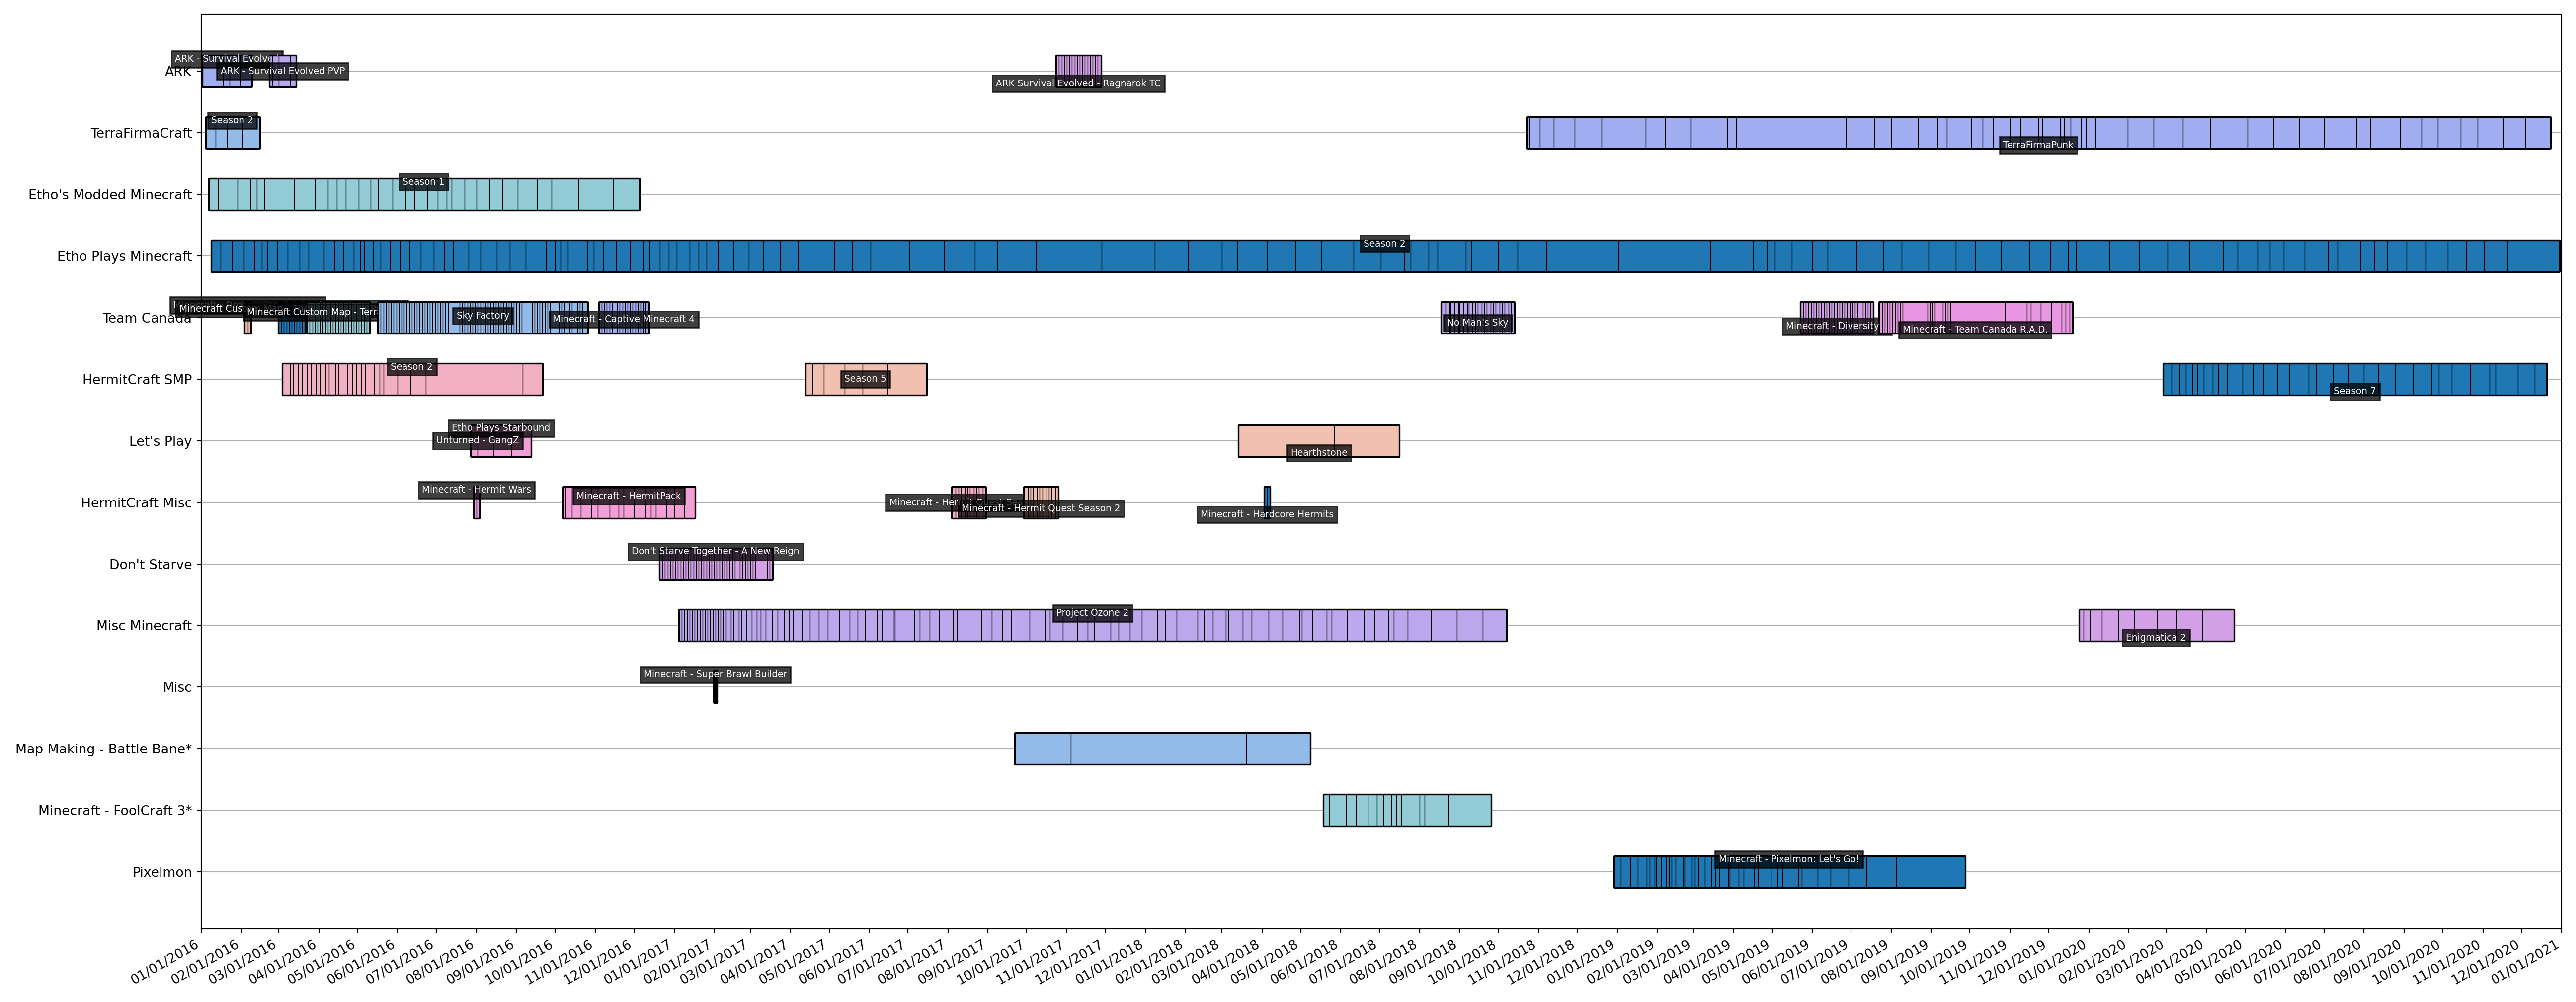 ARK - Survival Evolved
ARK
ARK - Survival Evolved PVP
ARK Survival Evolved - Ragnarok TC
TerraFirmaCraft
Season 2
TerraFirmaPunk
Etho's Modded Minecraft
Season 1
Etho Plays Minecraft
Season 2
Team Canada
Minecraft Cus
Minecraft Custom Map - Terra
Sky Factory
Minecraft - Captive Minecraft 4
No Man's Sky
Minecraft - Diversity
Minecraft - Team Canada R.A.D.
HermitCraft SMP
Season 2
Season 5
Season 7
Let's Play
Etho Plays Starbound
Unturned - GangZ
Hearthstone
HermitCraft Misc
Minecraft - Hermit Wars
Minecraft - HermitPack
Minecraft - Her
Minecraft - Hermit Quest Season 2
Minecraft - Hardcore Hermits
Don't Starve
Don't Starve Together - A New Reign
Misc Minecraft
Project Ozone 2
Enigmatica 2
Misc
Minecraft - Super Brawl Builder
Map Making - Battle Bane*
Minecraft - FoolCraft 3*
Pixelmon
Minecraft - Pixelmon: Let's Go!
01/01/2016
02/01/2016
03/01/2016
04/01/2016
05/01/2016
06/01/2016
07/01/2016
08/01/2016
09/01/2016
10/01/2016
11/01/2016
12/01/2016
01/01/2017
02/01/2017
03/01/2017
04/01/2017
05/01/2017
06/01/2017
07/01/2017
08/01/2017
09/01/2017
10/01/2017
11/01/2017
12/01/2017
01/01/2018
02/01/2018
03/01/2018
04/01/2018
05/01/2018
06/01/2018
07/01/2018
08/01/2018
09/01/2018
10/01/2018
11/01/2018
12/01/2018
01/01/2019
02/01/2019
03/01/2019
04/01/2019
05/01/2019
06/01/2019
07/01/2019
08/01/2019
09/01/2019
10/01/2019
11/01/2019
12/01/2019
01/01/2020
02/01/2020
03/01/2020
04/01/2020
05/01/2020
06/01/2020
07/01/2020
08/01/2020
09/01/2020
10/01/2020
11/01/2020
12/01/2020
01/01/2021